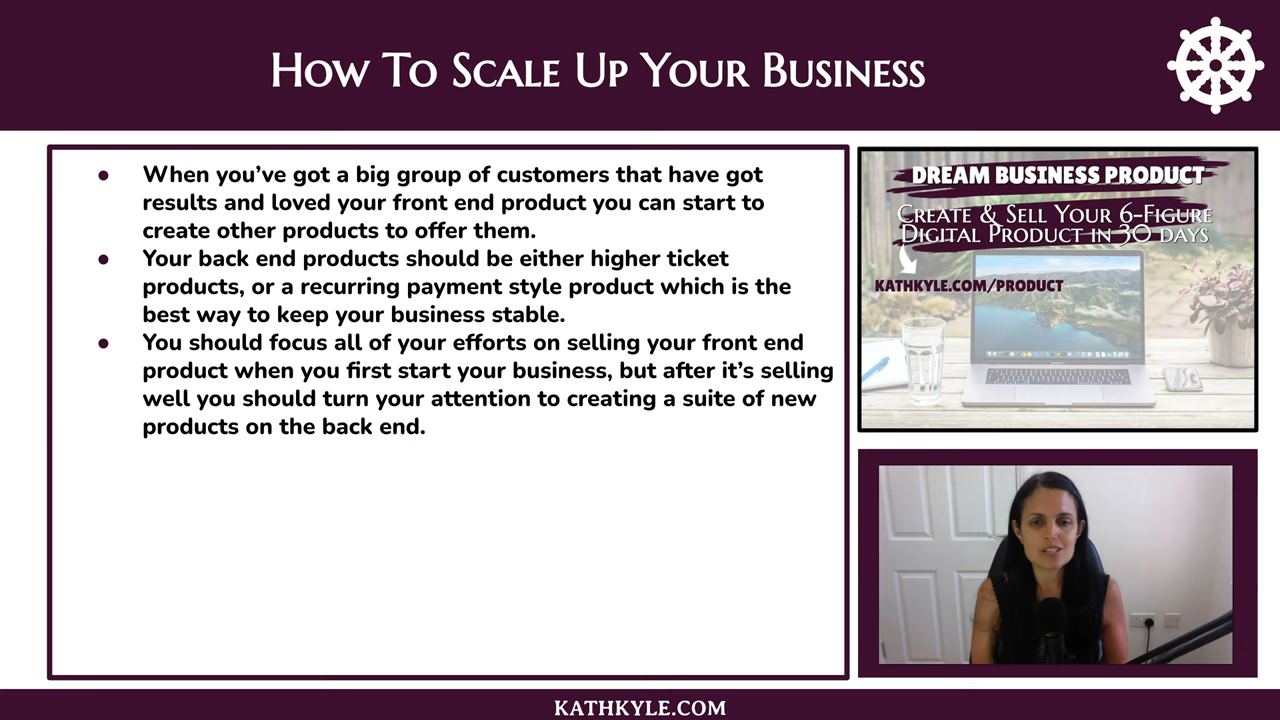 How To Scale Up Your Business
● When you’ve got a big group of customers that have got
results and loved your front end product you can start to
create other products to offer them.
● Your back end products should be either higher ticket
products, or a recurring payment style product which is the
best way to keep your business stable.
● You should focus all of your efforts on selling your front end
product when you first start your business, but after it’s selling
well you should turn your attention to creating a suite of new
products on the back end.
DREAM BUSINESS PRODUCT
Create & Sell Your 6-Figure
Digital Product in 30 days
KATHKYLE.COM/PRODUCT
KATHKYLE.COM